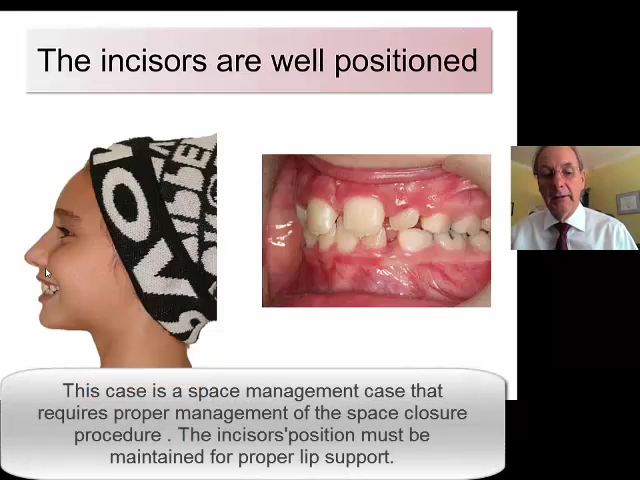 The incisors are well positioned
This case is a space management case that
requires proper management of the space closure
procedure . The incisors'position must be
maintained for proper lip support.